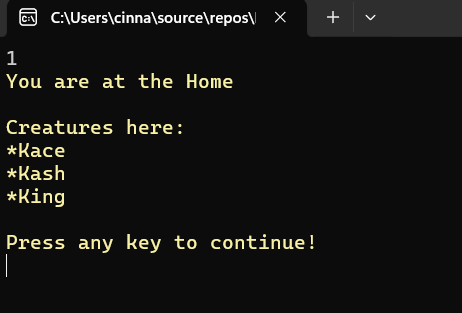 C:\Users\cinna\source\repos\
1
You are at the Home
Creatures here:
*Kace
*Kash
*King
Press any key to continue!